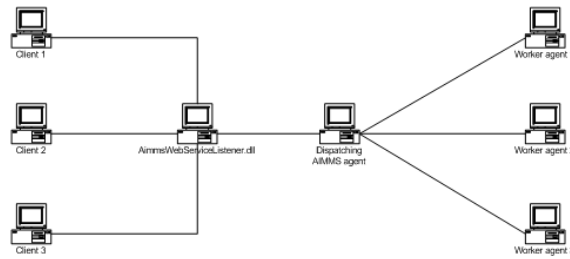 Client 1
Worker agent
Client 2
AimmsWebServiceListener.dll
Dispatching
AIMMS agent
Worker agent
Client 3
Worker agent